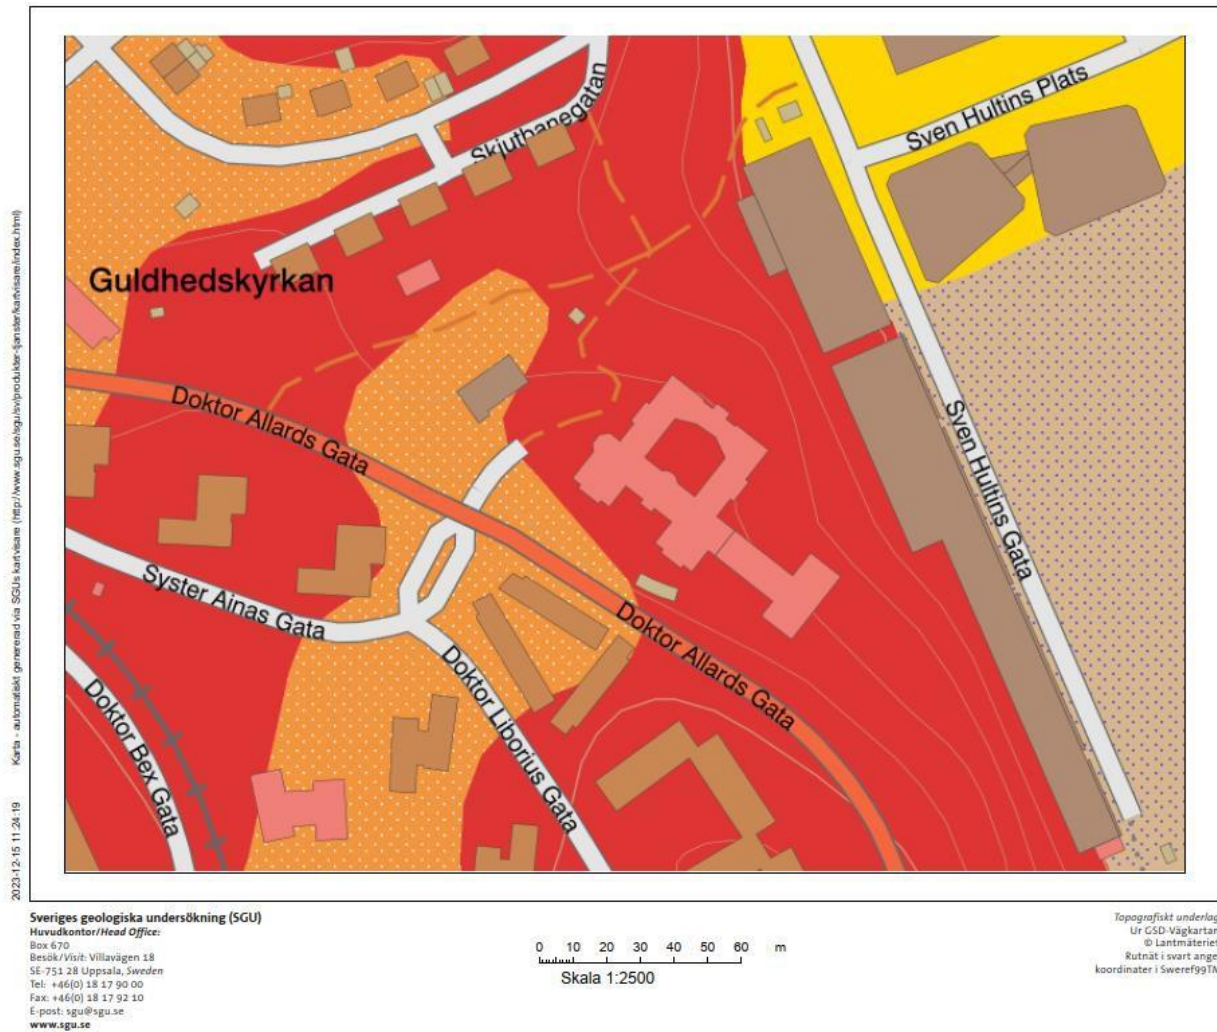 Skjutbanegatan
Sven Hultins Plats
Guldhedskyrkan
Doktor Allards Gata
Sven Hultins Gata
Syster Ainas Gata
Doktor Allards Gata
Doktor Liborius Gata
Doktor Bex Gata
2023-12-15 11:24:19 Karta - automatiskt genererad via SGUs kartvisare (http://www.sgu.se/sgu/sv/produkter-tjanster/kartvisare/index.html)
Sveriges geologiska undersökning (SGU)
Huvudkontor/Head Office:
Box 670
Besök/Visit: Villavägen 18
SE-751 28 Uppsala, Sweden
Tel: +46(0) 18 17 90 00
Fax: +46(0) 18 17 92 10
E-post: sgu@sgu.se
www.sgu.se
0 10 20 30 40 50 60 m
Skala 1:2500
Topografiskt underlag
Ur GSD-Vägkartan
© Lantmäteriet
Rutnät i svart anger
koordinater i Sweref99TM